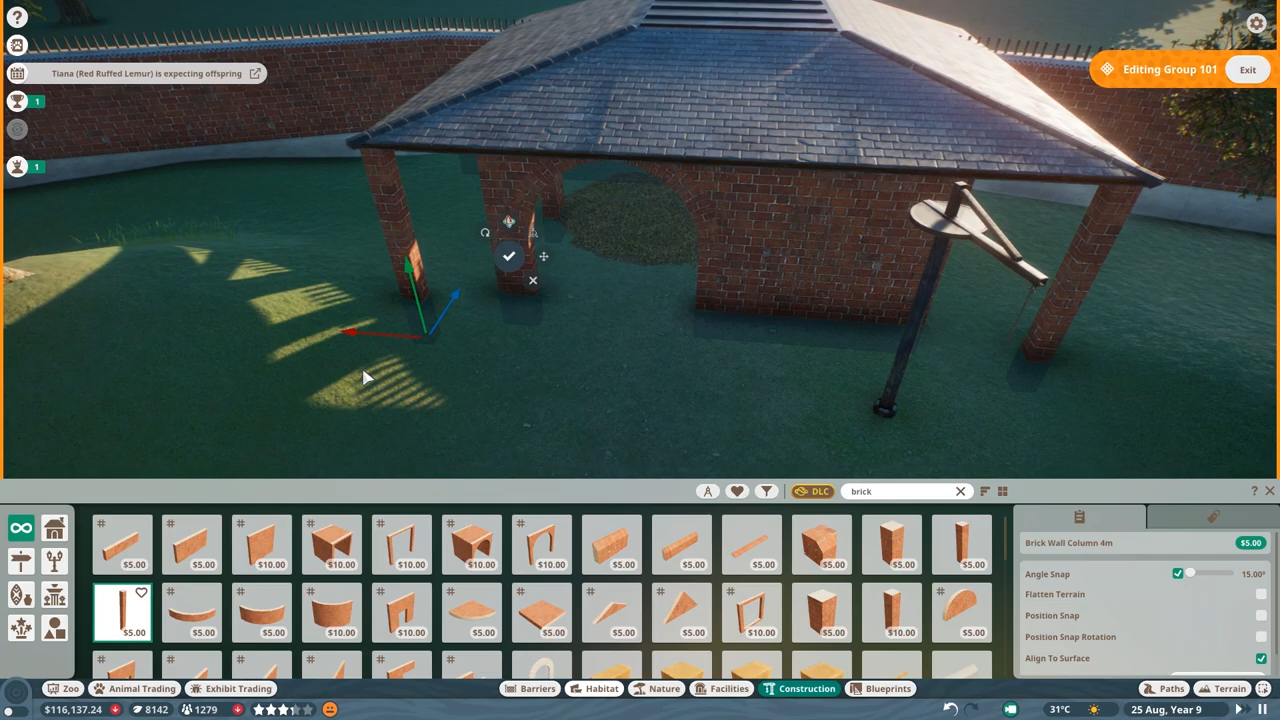 ?
Editing Group 101
Exit
Tiana (Red Ruffed Lemur) is expecting offspring
1
1
DLC
brick
?
$5.00 $5.00 $10.00 $10.00 $10.00 $10.00 $10.00 $5.00 $5.00 $5.00 $5.00 $5.00 $5.00
$5.00 $5.00 $5.00 $10.00 $10.00 $5.00 $5.00 $5.00 $5.00 $10.00 $5.00 $10.00 $5.00
Brick Wall Column 4m
$5.00
Angle Snap
15.00°
Flatten Terrain
Position Snap
Position Snap Rotation
Align To Surface
Zoo Animal Trading Exhibit Trading Barriers Habitat Nature Facilities Construction Blueprints Paths Terrain
$116,137.24 8142 1279 31°C 25 Aug, Year 9